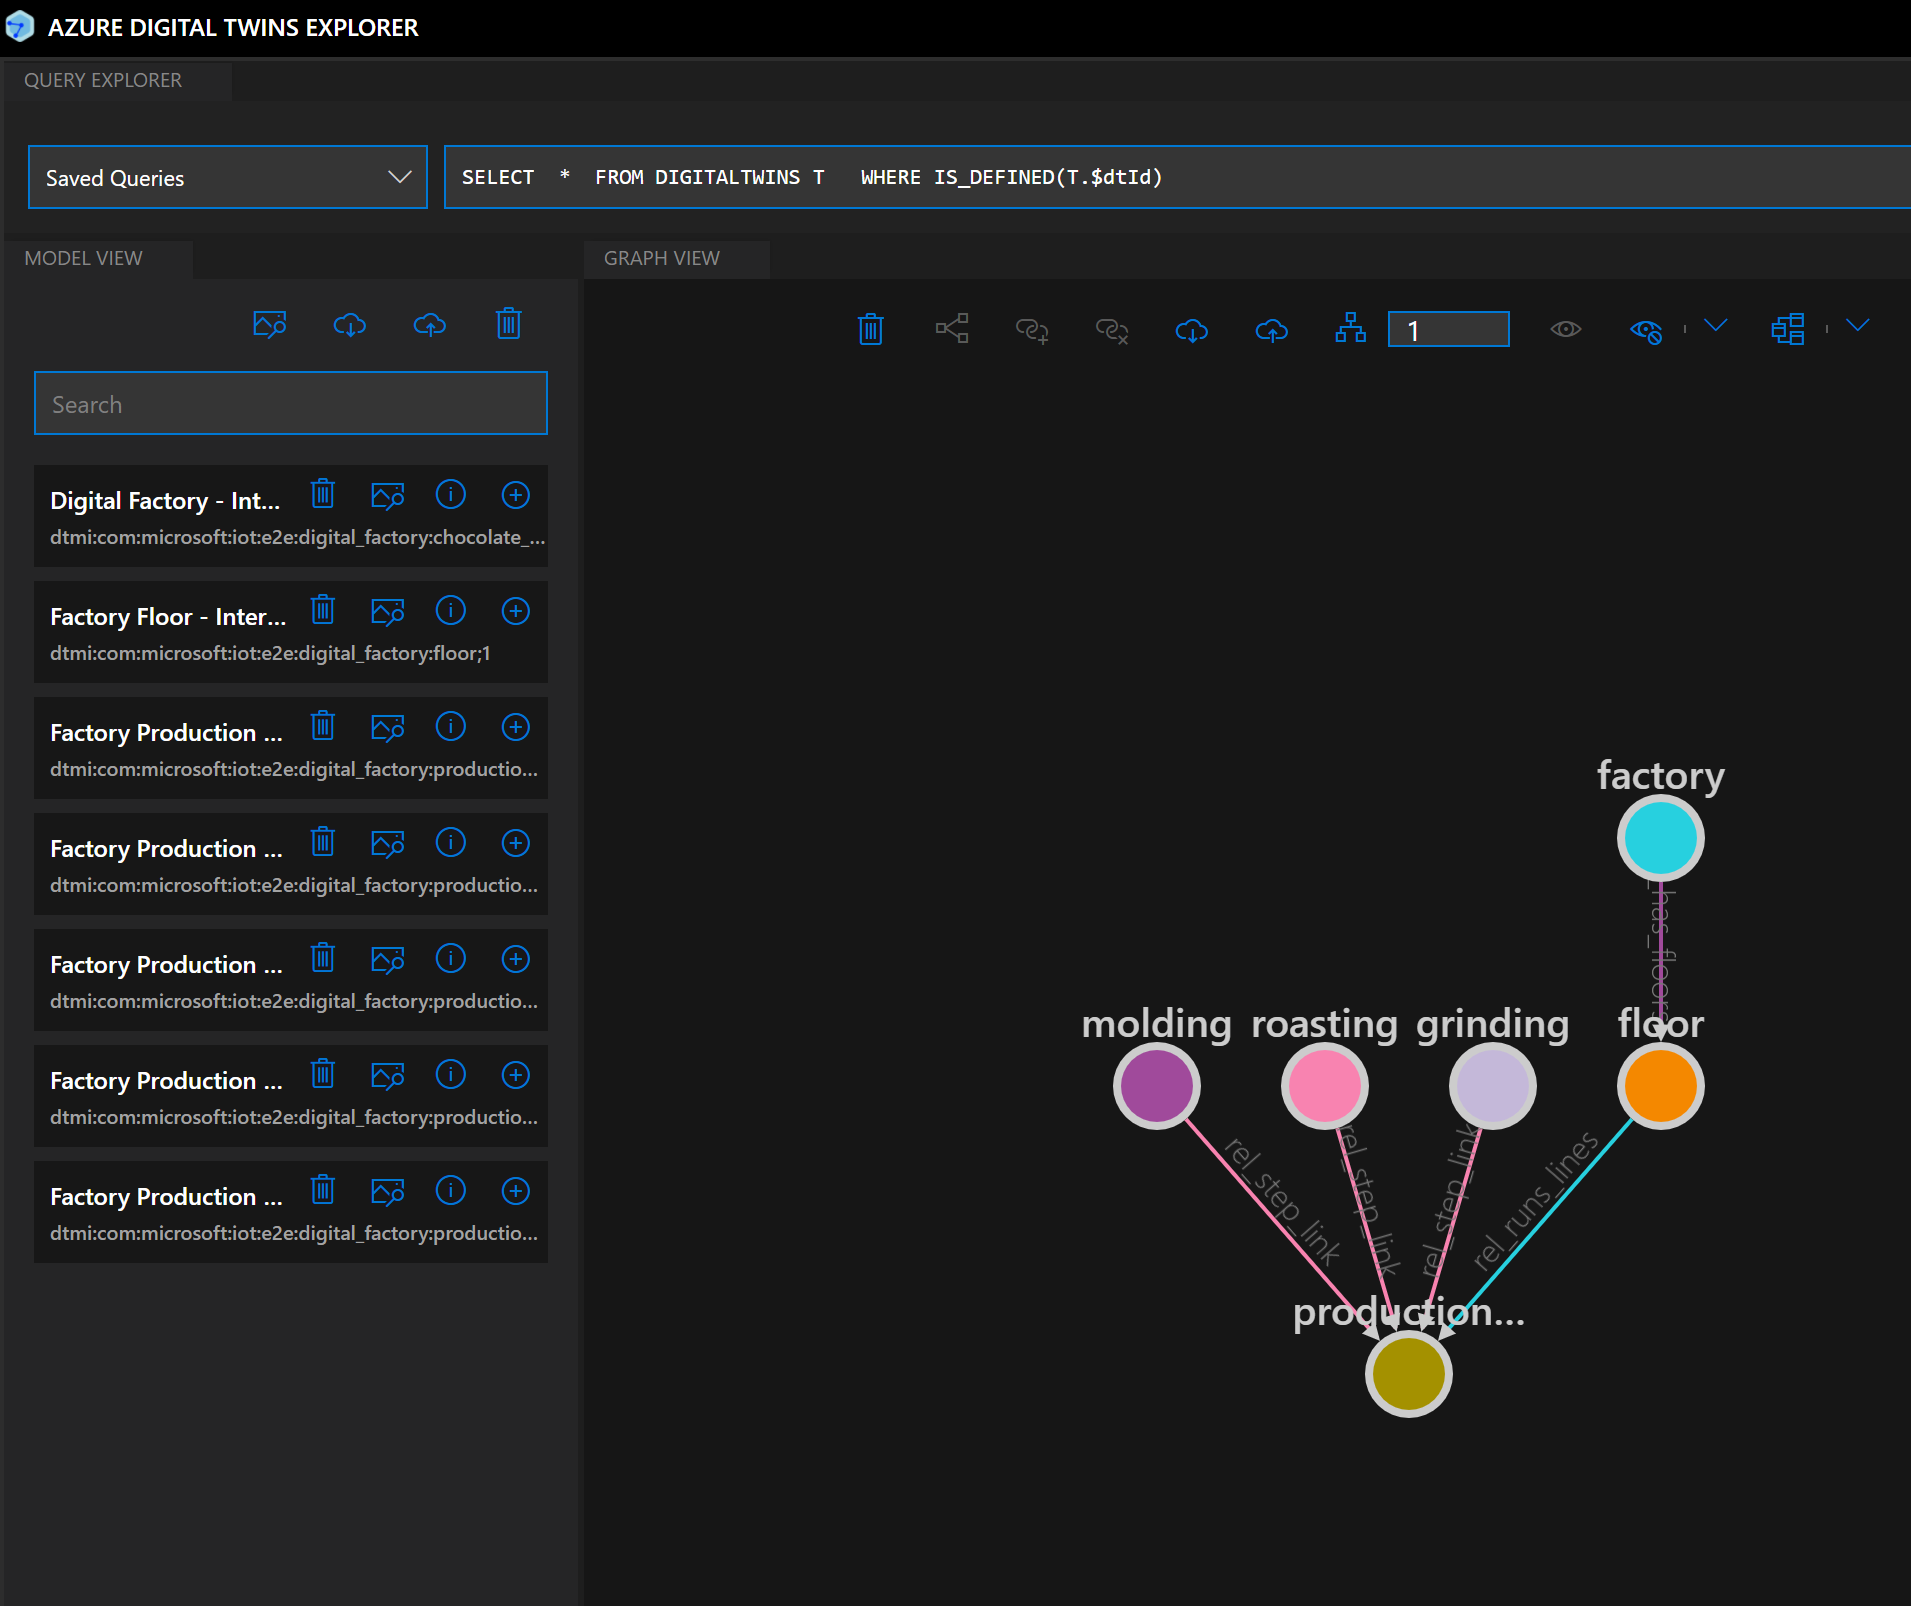 AZURE DIGITAL TWINS EXPLORER
QUERY EXPLORER
Saved Queries
SELECT  *  FROM DIGITALTWINS T   WHERE IS_DEFINED(T.$dtId)
MODEL VIEW
GRAPH VIEW
1
Search
Digital Factory - Int...
dtmi:com:microsoft:iot:e2e:digital_factory:chocolate_...
Factory Floor - Inter...
dtmi:com:microsoft:iot:e2e:digital_factory:floor;1
Factory Production ...
dtmi:com:microsoft:iot:e2e:digital_factory:productio...
Factory Production ...
dtmi:com:microsoft:iot:e2e:digital_factory:productio...
Factory Production ...
dtmi:com:microsoft:iot:e2e:digital_factory:productio...
Factory Production ...
dtmi:com:microsoft:iot:e2e:digital_factory:productio...
Factory Production ...
dtmi:com:microsoft:iot:e2e:digital_factory:productio...
factory
molding
roasting
grinding
floor
rel_step_link
rel_step_link
rel_step_link
rel_runs_lines
production...